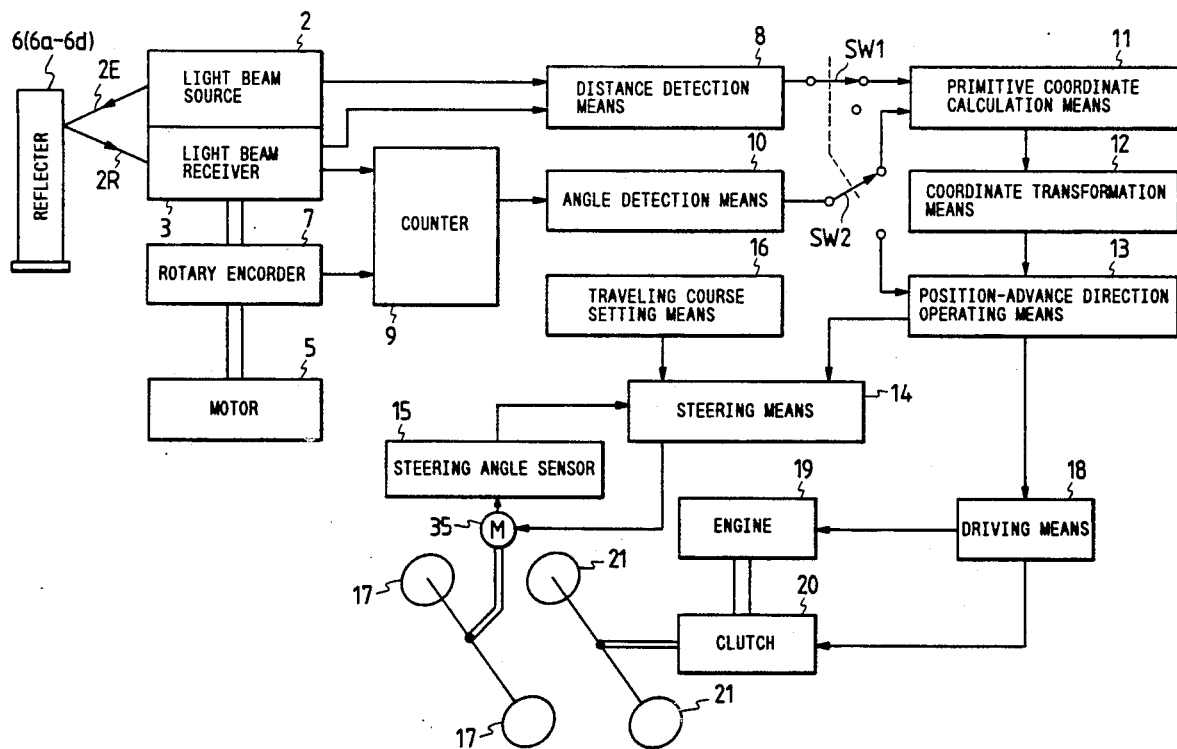 6(6a-6d)
2
8
SW1
11
2E
LIGHT BEAM
SOURCE
DISTANCE DETECTION
MEANS
PRIMITIVE COORDINATE
CALCULATION MEANS
REFLECTER
2R
LIGHT BEAM
RECEIVER
10
12
COUNTER
ANGLE DETECTION MEANS
COORDINATE TRANSFORMATION
MEANS
3
7
SW2
16
13
ROTARY ENCORDER
TRAVELING COURSE
SETTING MEANS
POSITION-ADVANCE DIRECTION
OPERATING MEANS
9
5
MOTOR
STEERING MEANS
14
15
STEERING ANGLE SENSOR
19
18
35
M
ENGINE
DRIVING MEANS
17
21
20
CLUTCH
17
21